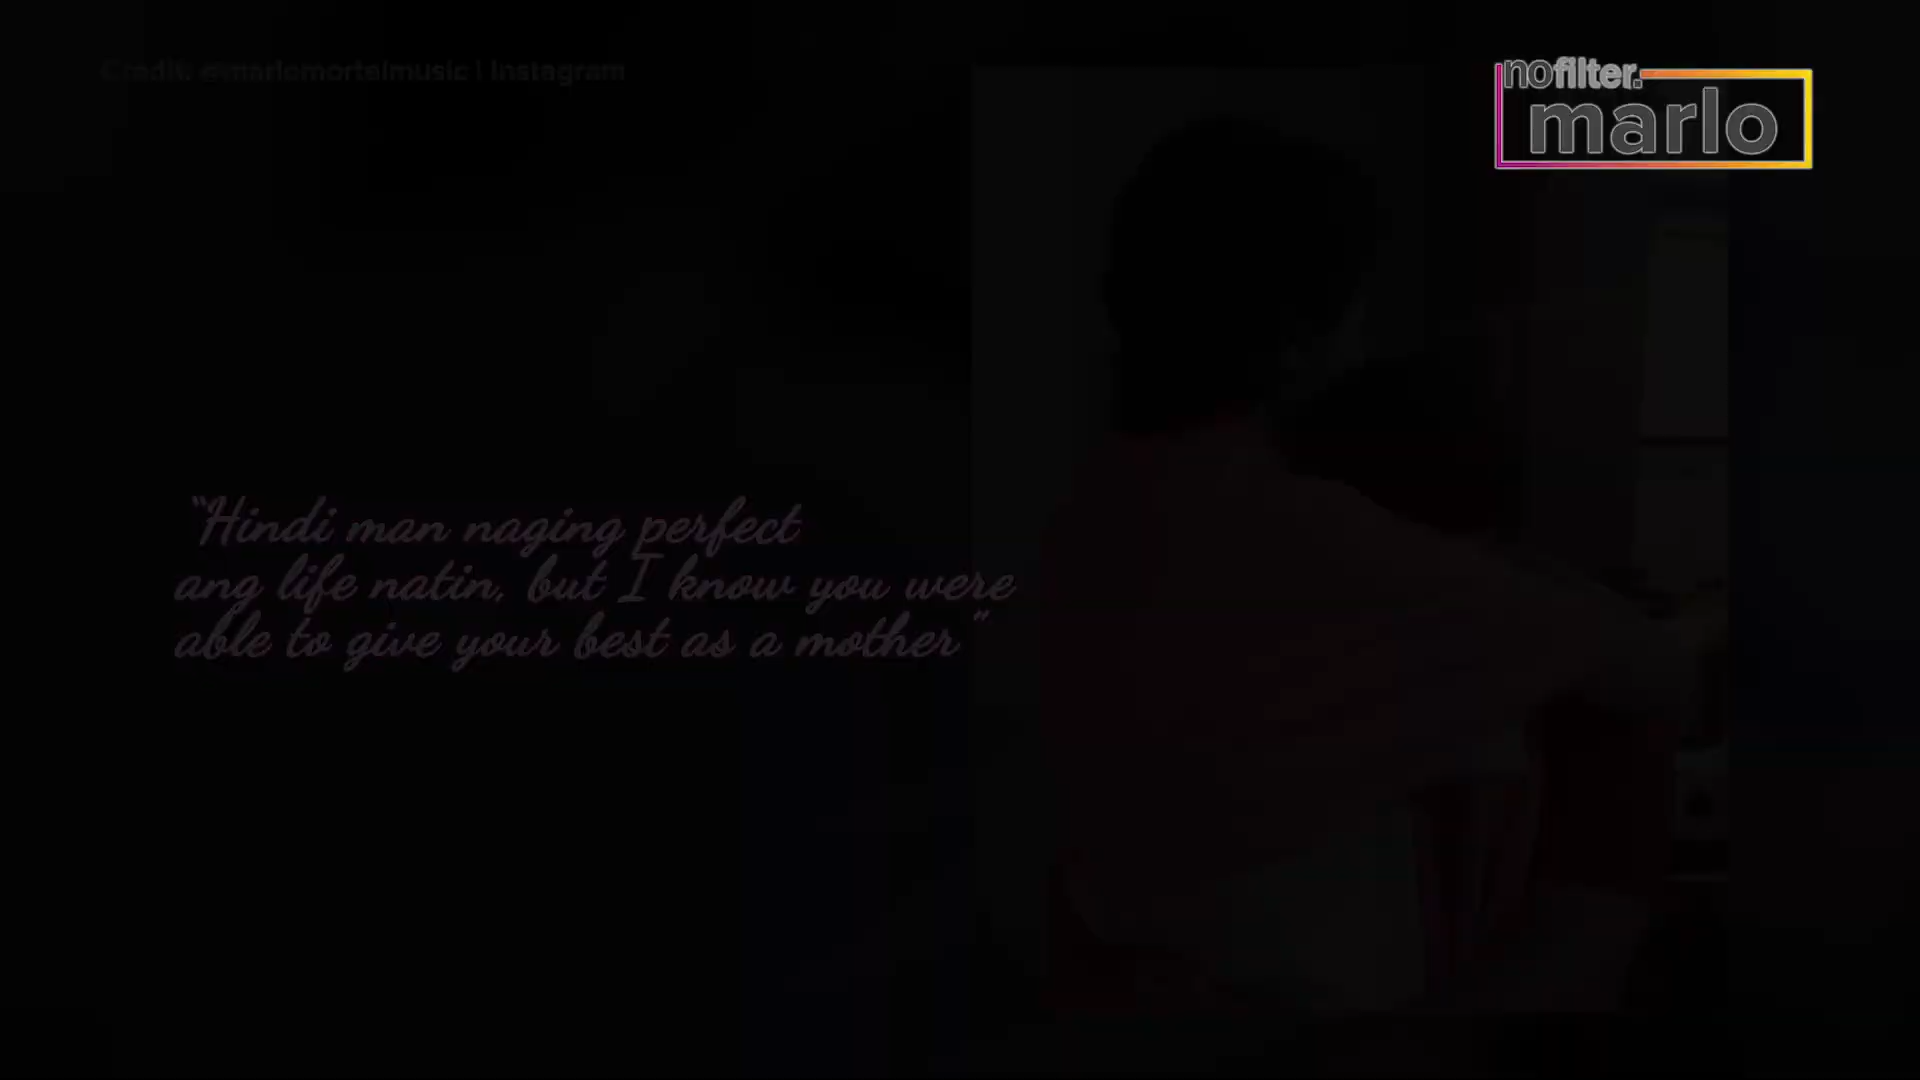 Credit: @marlomortelmusic | Instagram
nofilter.
marlo
“Hindi man naging perfect
ang life natin, but I know you were
able to give your best as a mother”